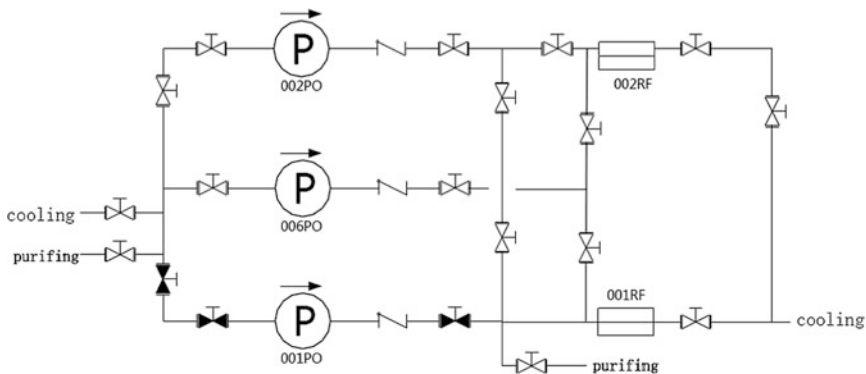 P
002PO
002RF
P
006PO
cooling
purifing
P
001PO
001RF
cooling
purifing